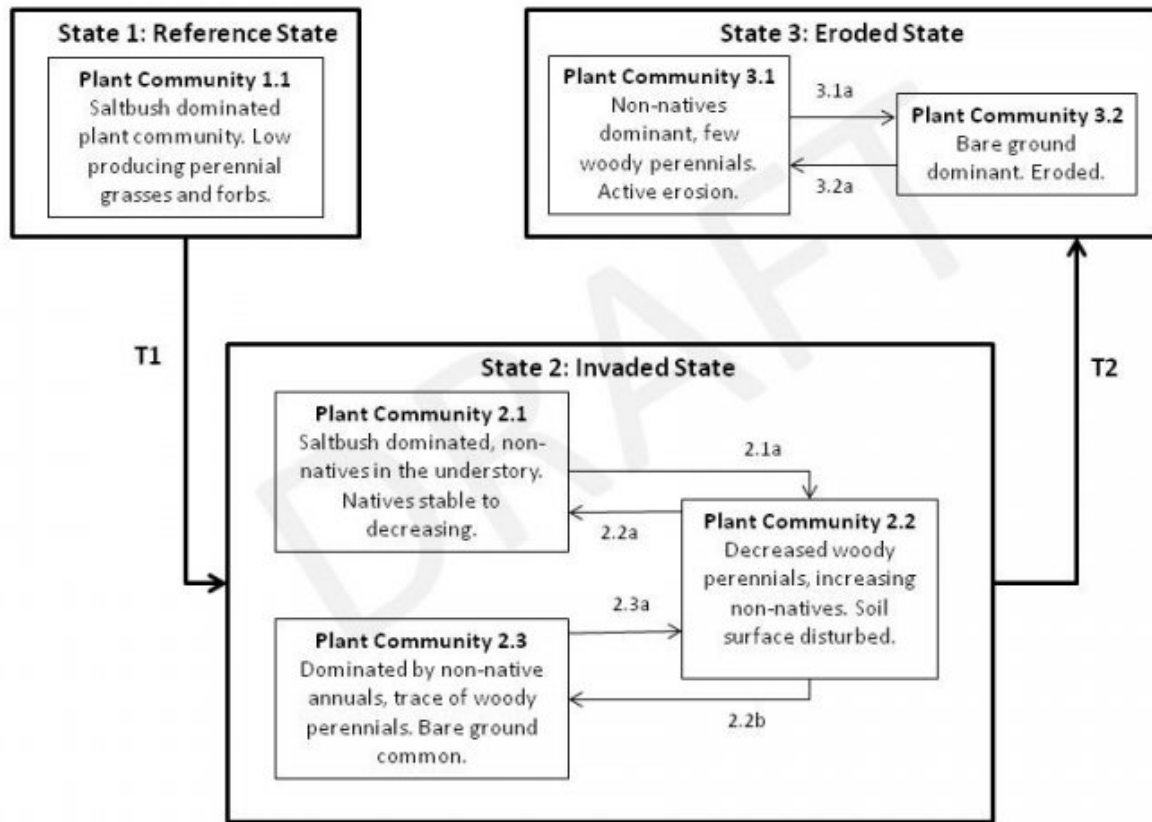 State 1: Reference State
Plant Community 1.1
Saltbush dominated
plant community. Low
producing perennial
grasses and forbs.
State 3: Eroded State
Plant Community 3.1
Non-natives
dominant, few
woody perennials.
Active erosion.
3.1a
3.2a
Plant Community 3.2
Bare ground
dominant. Eroded.
T1
T2
State 2: Invaded State
Plant Community 2.1
Saltbush dominated, non-
natives in the understory.
Natives stable to
decreasing.
2.1a
2.2a
Plant Community 2.2
Decreased woody
perennials, increasing
non-natives. Soil
surface disturbed.
2.3a
Plant Community 2.3
Dominated by non-native
annuals, trace of woody
perennials. Bare ground
common.
2.2b
DRAFT